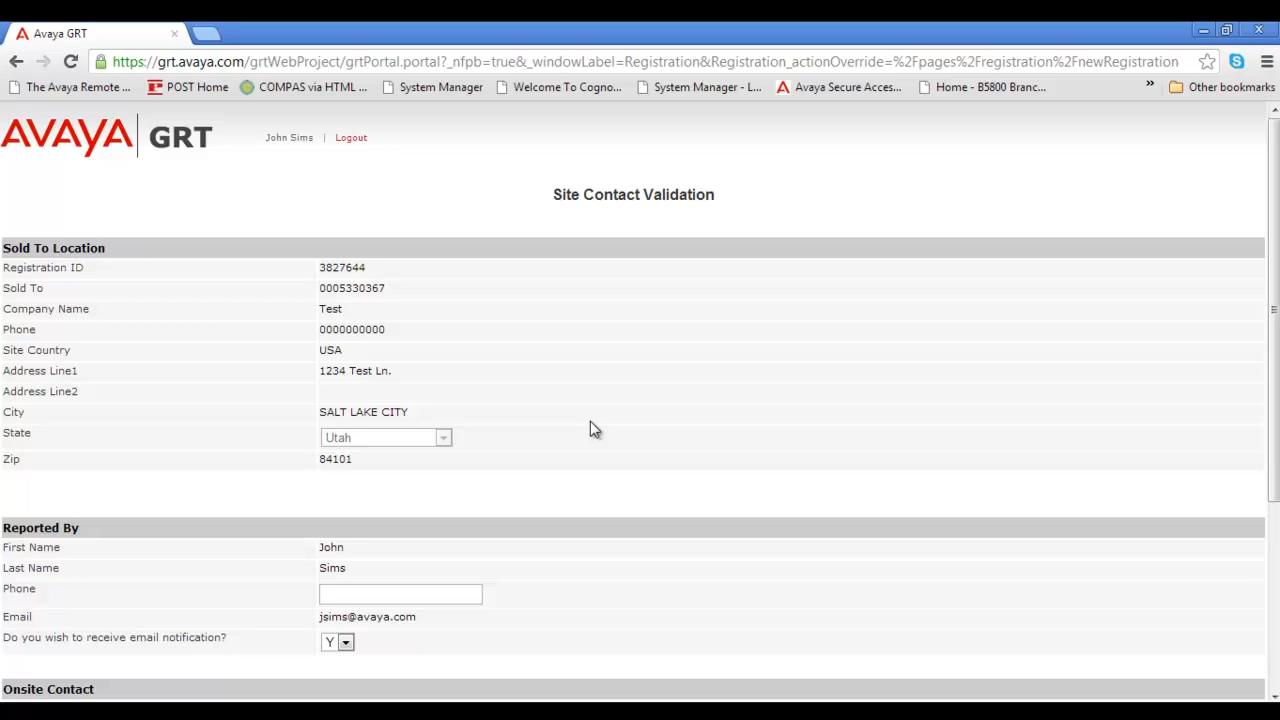 Avaya GRT
https://grt.avaya.com/grtWebProject/grtPortal.portal?_nfpb=true&_windowLabel=Registration&Registration_actionOverride=%2Fpages%2Fregistration%2FnewRegistration
The Avaya Remote ... POST Home COMPAS via HTML ... System Manager Welcome To Cogno... System Manager - L... Avaya Secure Acces... Home - B5800 Branc... » Other bookmarks
AVAYA GRT John Sims | Logout
Site Contact Validation
Sold To Location
Registration ID 3827644
Sold To 0005330367
Company Name Test
Phone 0000000000
Site Country USA
Address Line1 1234 Test Ln.
Address Line2
City SALT LAKE CITY
State Utah
Zip 84101
Reported By
First Name John
Last Name Sims
Phone
Email jsims@avaya.com
Do you wish to receive email notification? Y
Onsite Contact